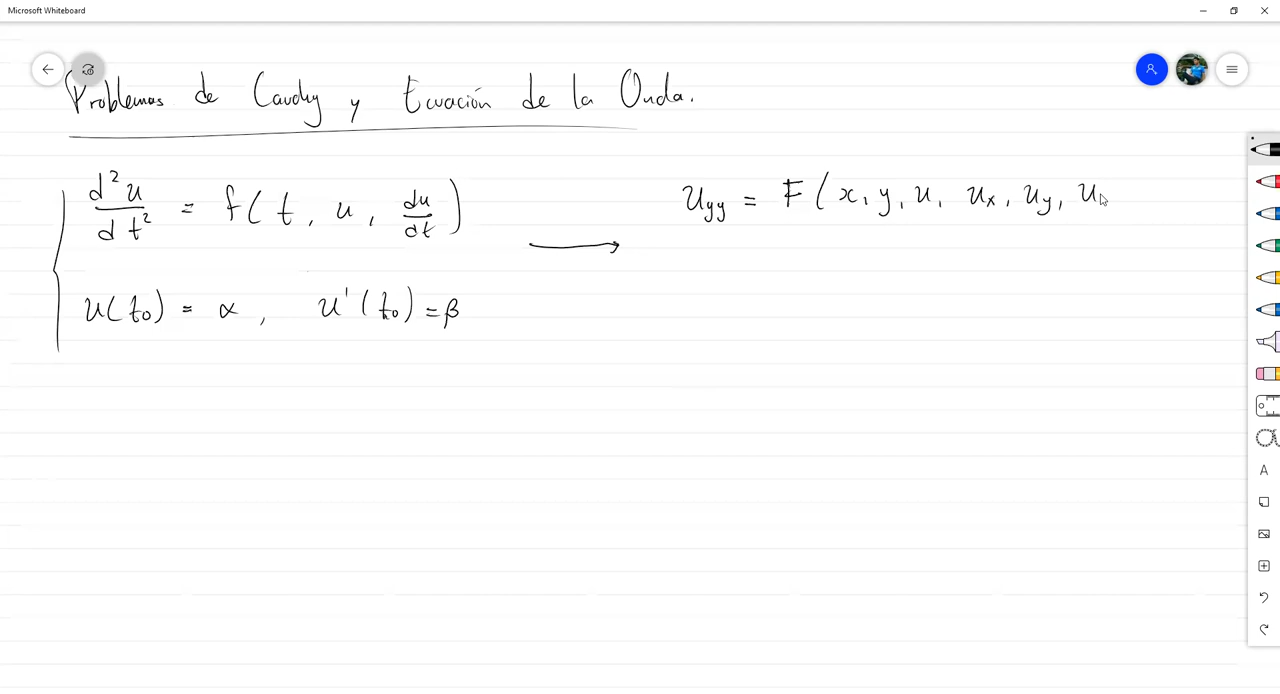 Microsoft Whiteboard
Problemas de Cauchy y Ecuación de la Onda.
d²u/dt² = f(t, u, du/dt) → u_yy = F(x, y, u, u_x, u_y, u
u(t₀) = α, u'(t₀) = β
A